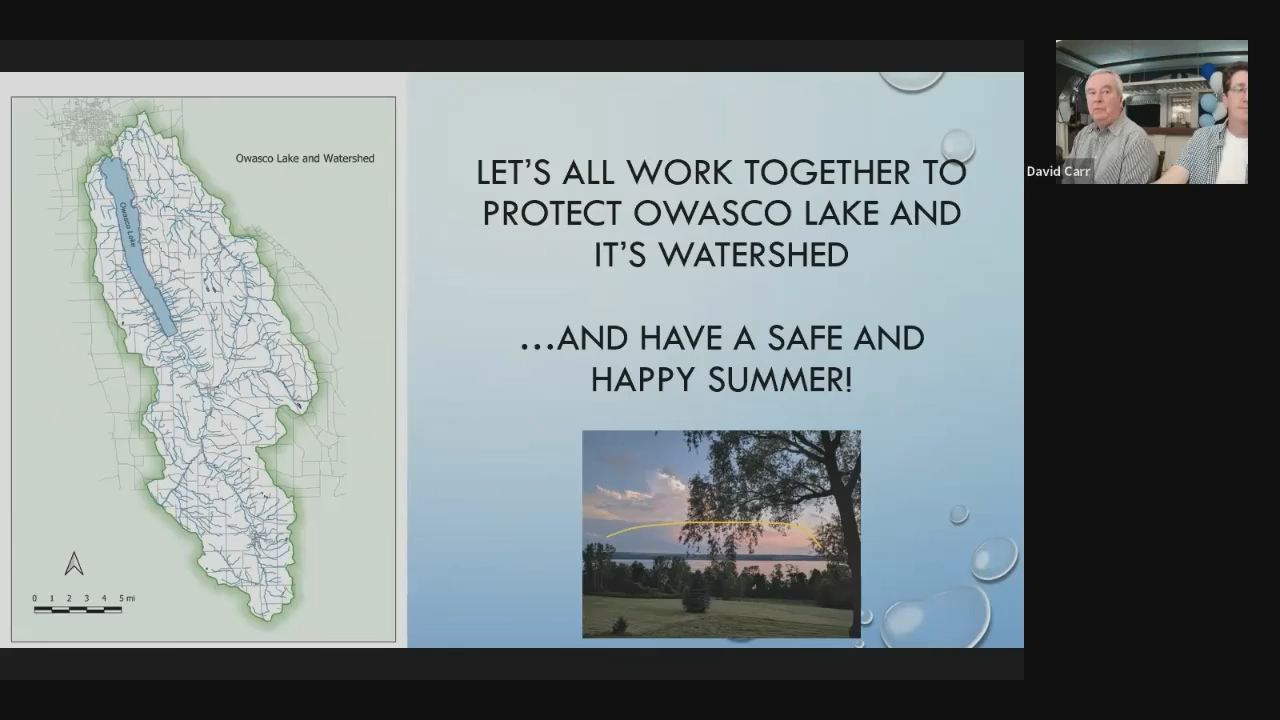 Owasco Lake and Watershed
Owasco Lake
0 1 2 3 4 5 mi
LET’S ALL WORK TOGETHER TO
PROTECT OWASCO LAKE AND
IT’S WATERSHED
…AND HAVE A SAFE AND
HAPPY SUMMER!
David Carr